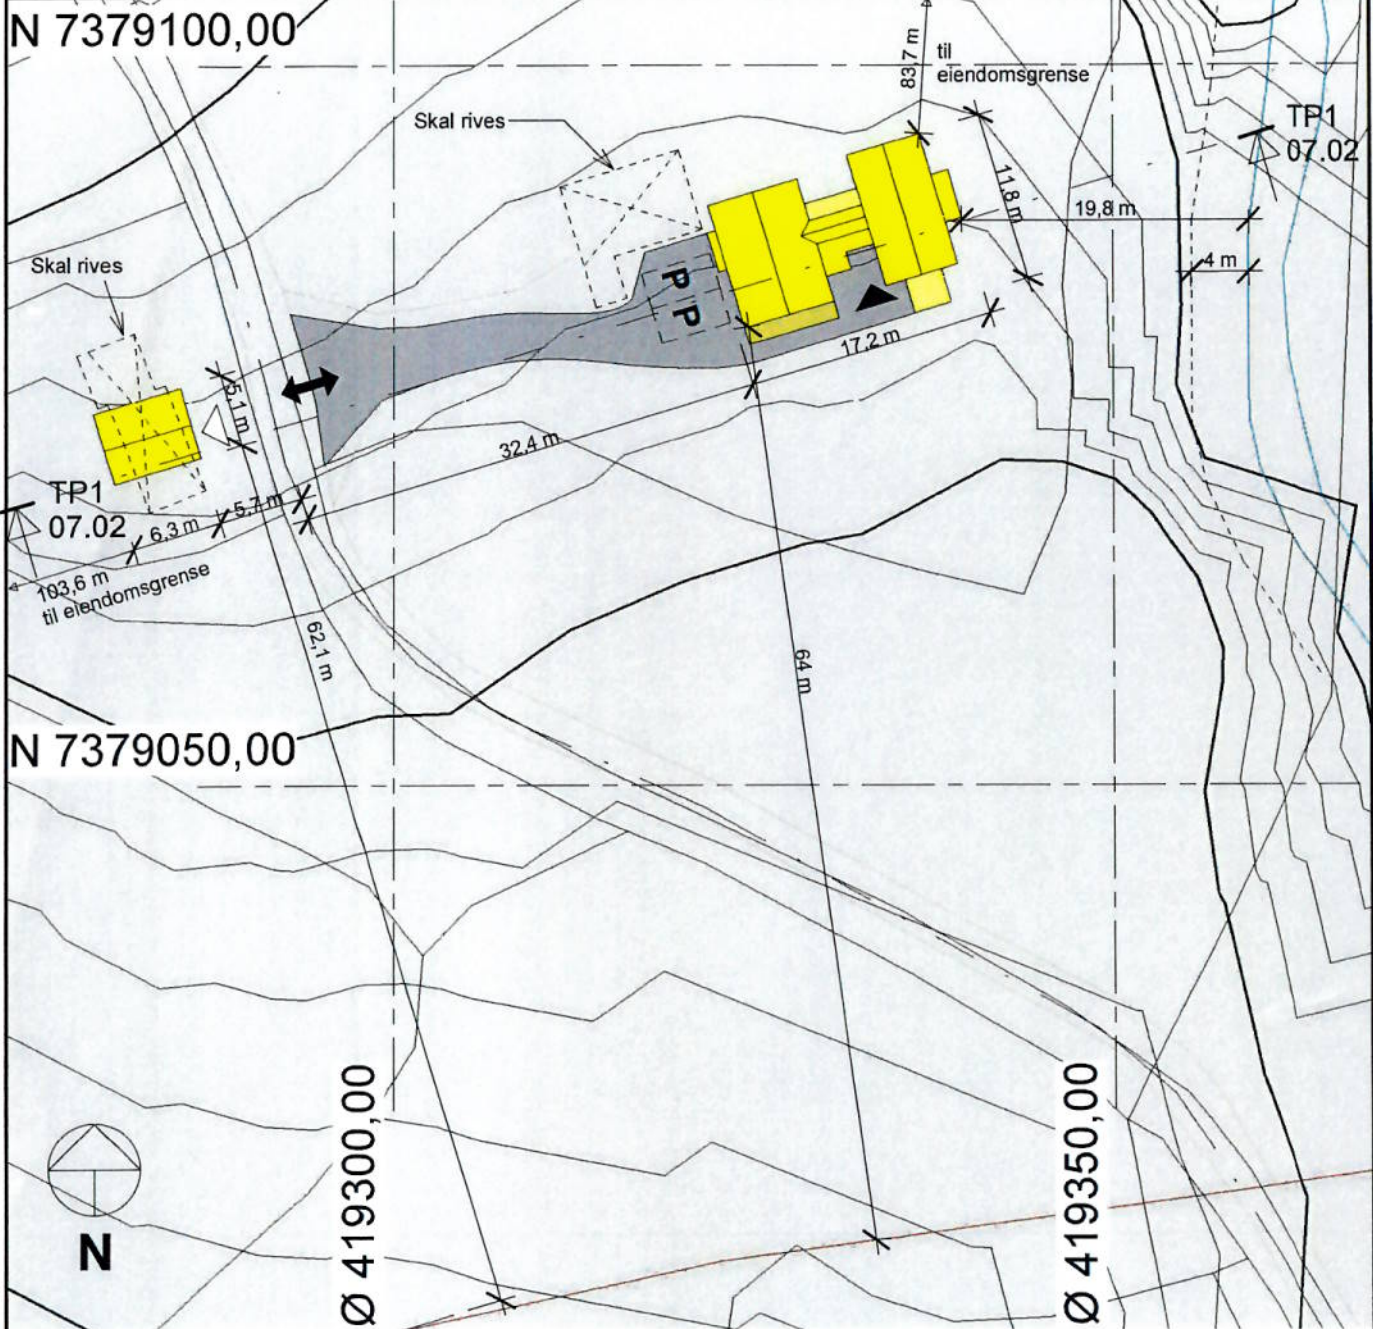 N 7379100,00
83,7 m
til
eiendomsgrense
Skal rives
TP1
07.02
11,8 m
19,8 m
4 m
Skal rives
P P
17,2 m
5,1 m
32,4 m
TP1
07.02
6,3 m
5,7 m
103,6 m
til eiendomsgrense
62,1 m
64 m
N 7379050,00
Ø 419300,00
Ø 419350,00
N